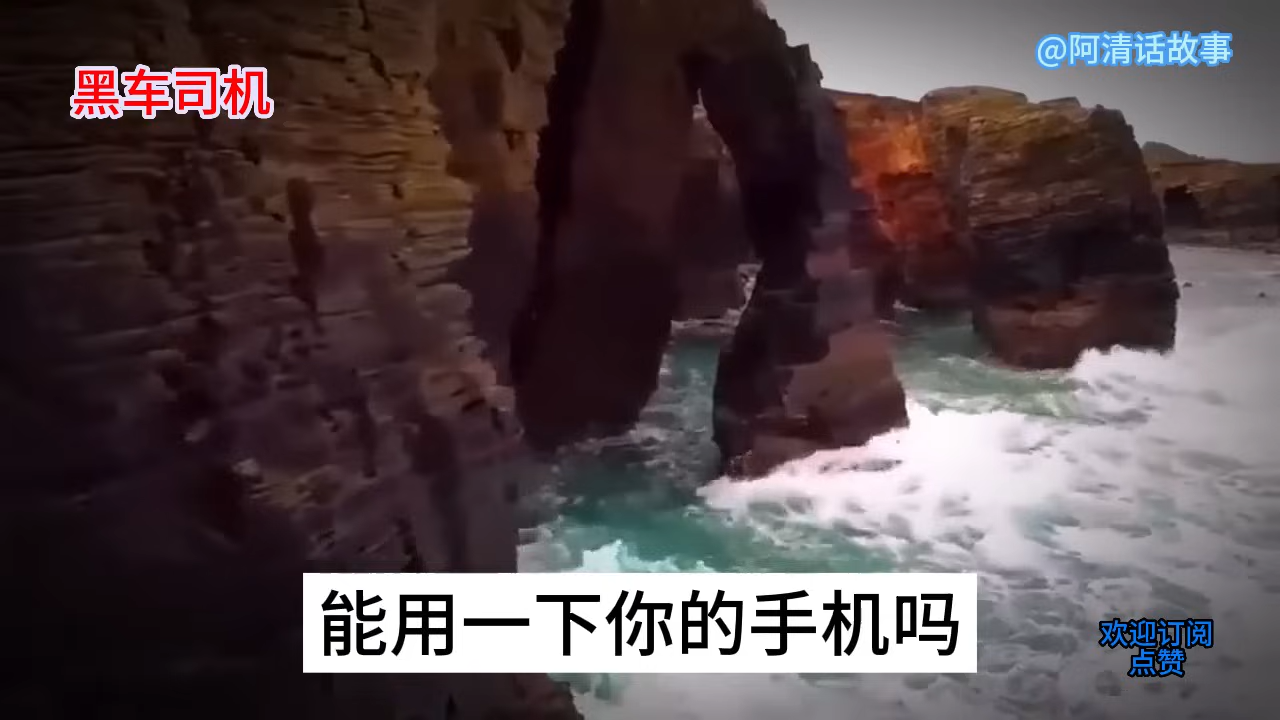 @阿清话故事
黑车司机
能用一下你的手机吗
欢迎订阅
点赞